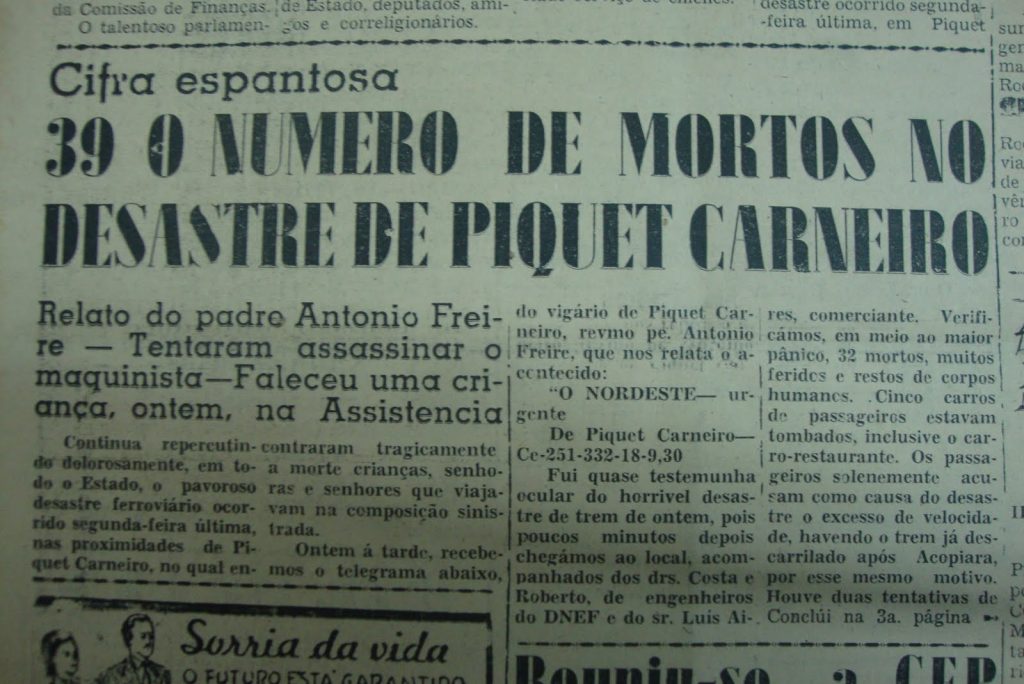 da Comissão de Finanças.
O talentoso parlamen-
de Estado, deputados, ami-
gos e correligionários.
desastre ocorrido segunda-
-feira última, em Piquet
Cifra espantosa
39 O NUMERO DE MORTOS NO
DESASTRE DE PIQUET CARNEIRO
Relato do padre Antonio Frei-
re — Tentaram assassinar o
maquinista—Faleceu uma cri-
ança, ontem, na Assistencia
Continua repercutin-
do dolorosamente, em to-
do o Estado, o pavoroso
desastre ferroviário ocor-
rido segunda-feira última,
nas proximidades de Pi-
quet Carneiro, no qual en-
contraram tragicamente
a morte crianças, senho-
ras e senhores que viaja-
vam na composição sinis-
trada.
Ontem á tarde, recebe-
mos o telegrama abaixo,
do vigário de Piquet Car-
neiro, revmo pe. Antonio
Freire, que nos relata o a-
contecido:
"O NORDESTE— ur-
gente
De Piquet Carneiro—
Ce-251-332-18-9,30
Fui quase testemunha
ocular do horrivel desas-
tre de trem de ontem, pois
poucos minutos depois
chegámos ao local, acom-
panhados dos drs. Costa e
Roberto, de engenheiros
do DNEF e do sr. Luís Ai-
res, comerciante. Verifi-
cámos, em meio ao maior
pânico, 32 mortos, muitos
feridos e restos de corpos
humanos. Cinco carros
de passageiros estavam
tombados, inclusive o car-
ro-restaurante. Os passa-
geiros solenemente acu-
sam como causa do desas-
tre o excesso de velocida-
de, havendo o trem já des-
carrilado após Acopiara,
por esse mesmo motivo.
Houve duas tentativas de
Conclúi na 3a. página
Sorria da vida
O FUTURO ESTÁ GARANTIDO
Reuniu-se a CEP